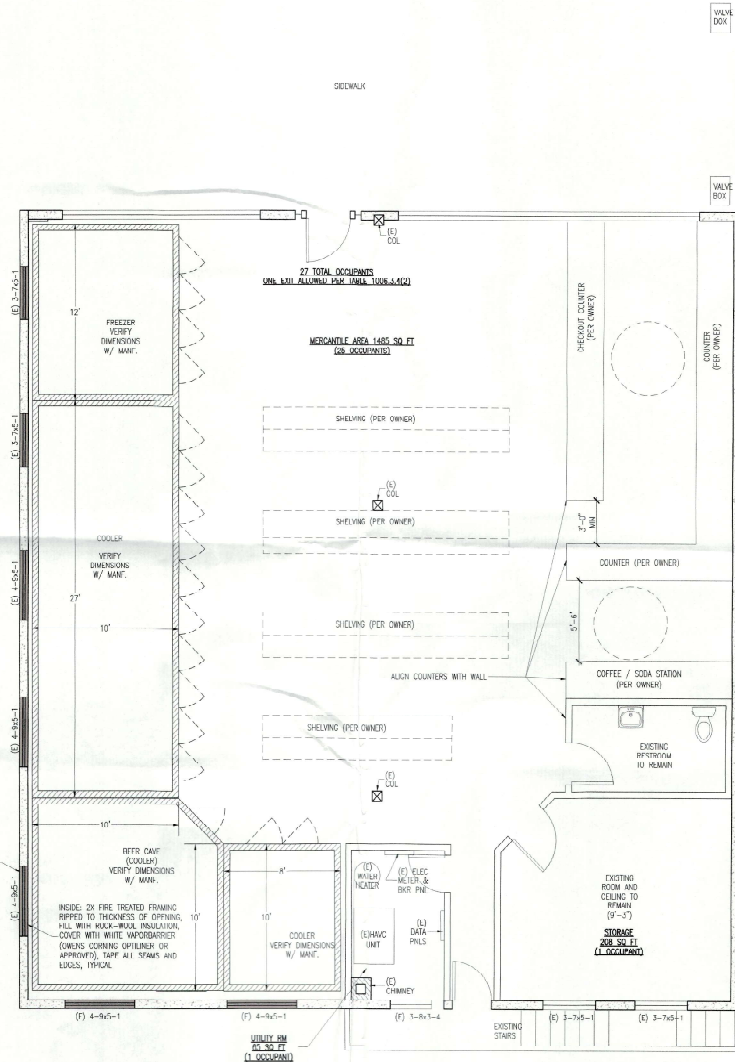 VALVE
BOX
SIDEWALK
VALVE
BOX
(E)
COL
27 TOTAL OCCUPANTS
ONE EXIT ALLOWED PER TABLE 1006.3.4(2)
MERCANTILE AREA 1485 SQ FT
(25 OCCUPANTS)
CHECKOUT COUNTER
(PER OWNER)
COUNTER
(PER OWNER)
(E) 3-7x5-1
12'
FREEZER
VERIFY
DIMENSIONS
W/ MANF.
SHELVING (PER OWNER)
(E) 3-7x5-1
(E)
COL
SHELVING (PER OWNER)
3'-0"
MIN
COOLER
VERIFY
DIMENSIONS
W/ MANF.
27'
10'
(E) 4-9x5-1
COUNTER (PER OWNER)
5'-6"
SHELVING (PER OWNER)
ALIGN COUNTERS WITH WALL
COFFEE / SODA STATION
(PER OWNER)
(E) 4-9x5-1
SHELVING (PER OWNER)
EXISTING
RESTROOM
TO REMAIN
(E)
COL
10'
BEER CAVE
(COOLER)
VERIFY DIMENSIONS
W/ MANF.
(E) 4-9x5-
INSIDE: 2X FIRE TREATED FRAMING
RIPPED TO THICKNESS OF OPENING,
FILL WITH ROCK-WOOL INSULATION,
COVER WITH WHITE VAPORBARRIER
(OWENS CORNING OPTILINER OR
APPROVED), TAPE ALL SEAMS AND
EDGES, TYPICAL
10'
8'
10'
COOLER
VERIFY DIMENSIONS
W/ MANF.
(E)
WATER
HEATER
(E) ELEC
METER &
BKR PNL
(E)HAVC
UNIT
(E)
DATA
PNLS
(E)
CHIMNEY
EXISTING
ROOM AND
CEILING TO
REMAIN
(9'-3")
STORAGE
208 SQ FT
(1 OCCUPANT)
(E) 4-9x5-1
(E) 4-9x5-1
(E) 3-8x3-4
EXISTING
STAIRS
(E) 3-7x5-1
(E) 3-7x5-1
UTILITY RM
65 SQ FT
(1 OCCUPANT)